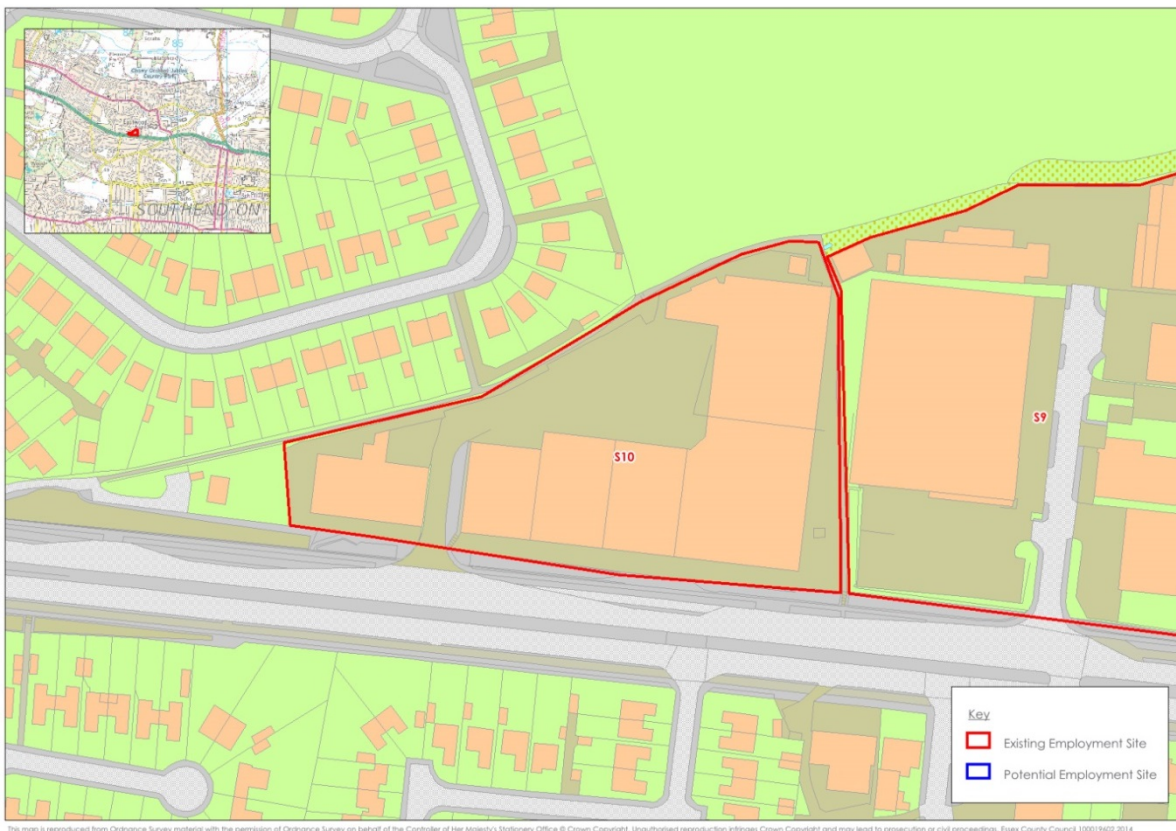 85
SOUTHEND-ON
S9
S10
Key
Existing Employment Site
Potential Employment Site
This map is reproduced from Ordnance Survey material with the permission of Ordnance Survey on behalf of the Controller of Her Majesty's Stationery Office © Crown Copyright. Unauthorised reproduction infringes Crown Copyright and may lead to prosecution or civil proceedings. Essex County Council 100019602 2014